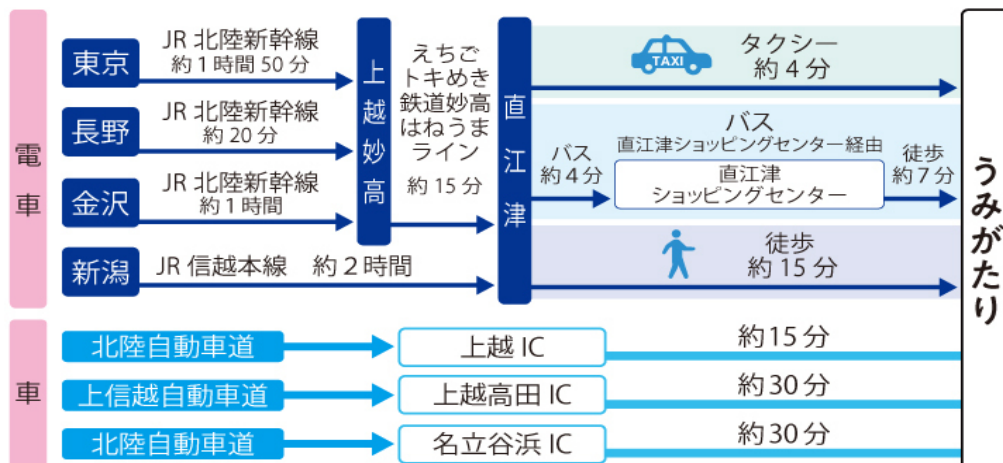 電車
東京
JR 北陸新幹線
約1時間 50 分
長野
JR 北陸新幹線
約 20 分
金沢
JR 北陸新幹線
約1時間
新潟
JR 信越本線　約2時間
上越妙高
えちご
トキめき
鉄道妙高
はねうま
ライン
約 15 分
直江津
TAXI
タクシー
約 4 分
バス
直江津ショッピングセンター経由
バス
約4分
直江津
ショッピングセンター
徒歩
約7分
徒歩
約 15 分
うみがたり
車
北陸自動車道
上越 IC
約15 分
上信越自動車道
上越高田 IC
約30 分
北陸自動車道
名立谷浜 IC
約30 分